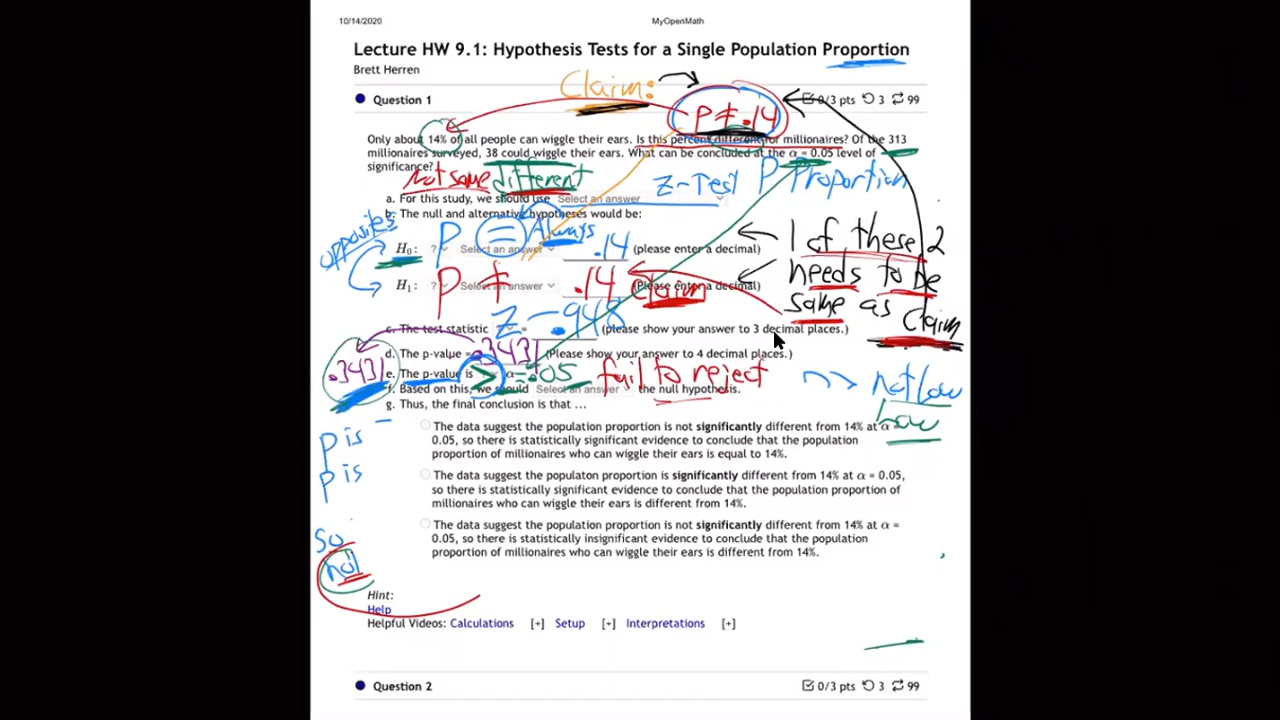 10/14/2020 MyOpenMath
Lecture HW 9.1: Hypothesis Tests for a Single Population Proportion
Brett Herren
Claim:
p ≠ .14
Question 1 0/3 pts 3 99
Only about 14% of all people can wiggle their ears. Is this percent different for millionaires? Of the 313
millionaires surveyed, 38 could wiggle their ears. What can be concluded at the α = 0.05 level of
significance?
not same different z-Test P Proportion
a. For this study, we should use Select an answer
b. The null and alternative hypotheses would be:
opposites
P = Always .14
H₀: ? Select an answer (please enter a decimal)
1 of these 2
needs to be
same as
Claim
P ≠ .14 Claim
H₁: ? Select an answer (Please enter a decimal)
z -.948
c. The test statistic = (please show your answer to 3 decimal places.)
.3431
d. The p-value = .3431 (Please show your answer to 4 decimal places.)
e. The p-value is > α = .05
fail to reject
not low
how
f. Based on this, we should Select an answer the null hypothesis.
g. Thus, the final conclusion is that ...
p is
p is
So
not
The data suggest the population proportion is not significantly different from 14% at α =
0.05, so there is statistically significant evidence to conclude that the population
proportion of millionaires who can wiggle their ears is equal to 14%.
The data suggest the populaton proportion is significantly different from 14% at α = 0.05,
so there is statistically significant evidence to conclude that the population proportion of
millionaires who can wiggle their ears is different from 14%.
The data suggest the population proportion is not significantly different from 14% at α =
0.05, so there is statistically insignificant evidence to conclude that the population
proportion of millionaires who can wiggle their ears is different from 14%.
Hint:
Help
Helpful Videos: Calculations [+] Setup [+] Interpretations [+]
Question 2 0/3 pts 3 99